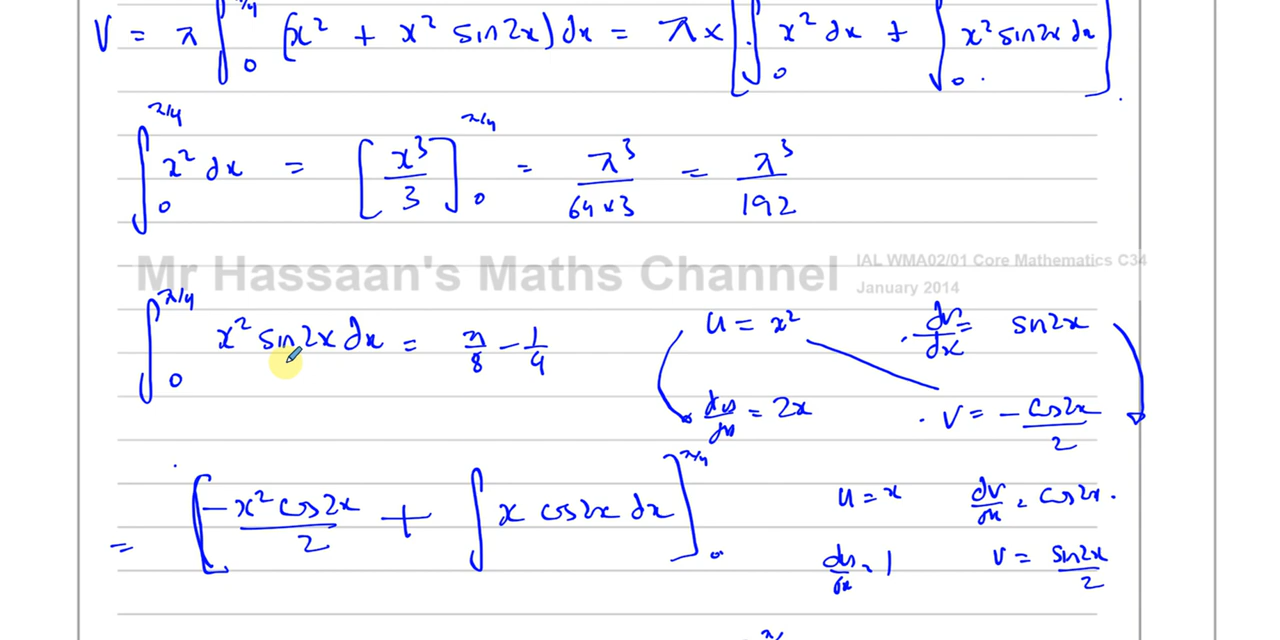 V = π ∫₀^π/4 (x² + x² sin2x) dx = π × [∫₀ x² dx + ∫₀ x² sin2x dx].
∫₀^π/4 x² dx = [x³/3]₀^π/4 = π³/64×3 = π³/192
Mr Hassaan's Maths Channel
IAL WMA02/01 Core Mathematics C34
January 2014
∫₀^π/4 x² sin2x dx = π/8 − 1/4
u = x² dv/dx = sin2x
du/dx = 2x v = −cos2x/2
= [−x² cos2x/2 + ∫ x cos2x dx]₀^π/4
u = x dv/dx = cos2x.
du/dx = 1 v = sin2x/2